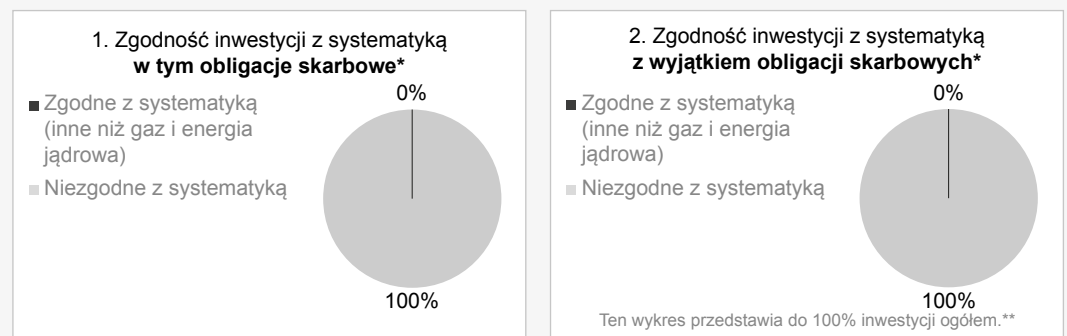 1. Zgodność inwestycji z systematyką
w tym obligacje skarbowe*
Zgodne z systematyką
(inne niż gaz i energia
jądrowa)
Niezgodne z systematyką
0%
100%
2. Zgodność inwestycji z systematyką
z wyjątkiem obligacji skarbowych*
Zgodne z systematyką
(inne niż gaz i energia
jądrowa)
Niezgodne z systematyką
0%
100%
Ten wykres przedstawia do 100% inwestycji ogółem.**